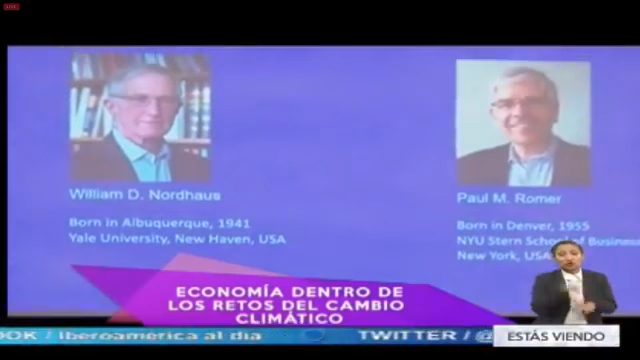 William D. Nordhaus
Born in Albuquerque, 1941
Yale University, New Haven, USA
Paul M. Romer
Born in Denver, 1955
NYU Stern School of Business
New York, USA
ECONOMÍA DENTRO DE
LOS RETOS DEL CAMBIO
CLIMÁTICO
OOK / Iberoamérica al día TWITTER / @
ESTÁS VIENDO